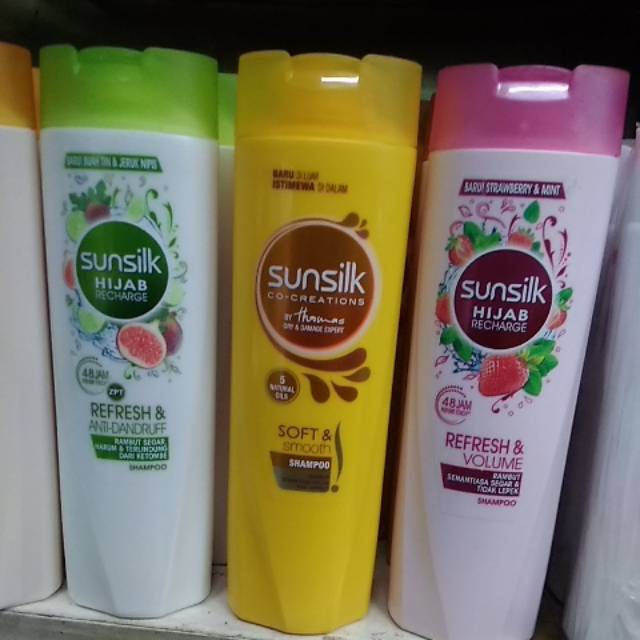 BARU! BUAH TIN & JERUK NIPIS
sunsilk
HIJAB
RECHARGE
48 JAM
ZPT
REFRESH &
ANTI-DANDRUFF
RAMBUT SEGAR,
HARUM & TERLINDUNG
DARI KETOMBE
SHAMPOO
BARU DI LUAR
ISTIMEWA DI DALAM
sunsilk
CO-CREATIONS
BY Thomas
DRY & DAMAGE EXPERT
5
NATURAL
OILS
SOFT &
smooth
SHAMPOO
BARU! STRAWBERRY & MINT
sunsilk
HIJAB
RECHARGE
48 JAM
REFRESH &
VOLUME
RAMBUT
SENANTIASA SEGAR &
TIDAK LEPEK
SHAMPOO